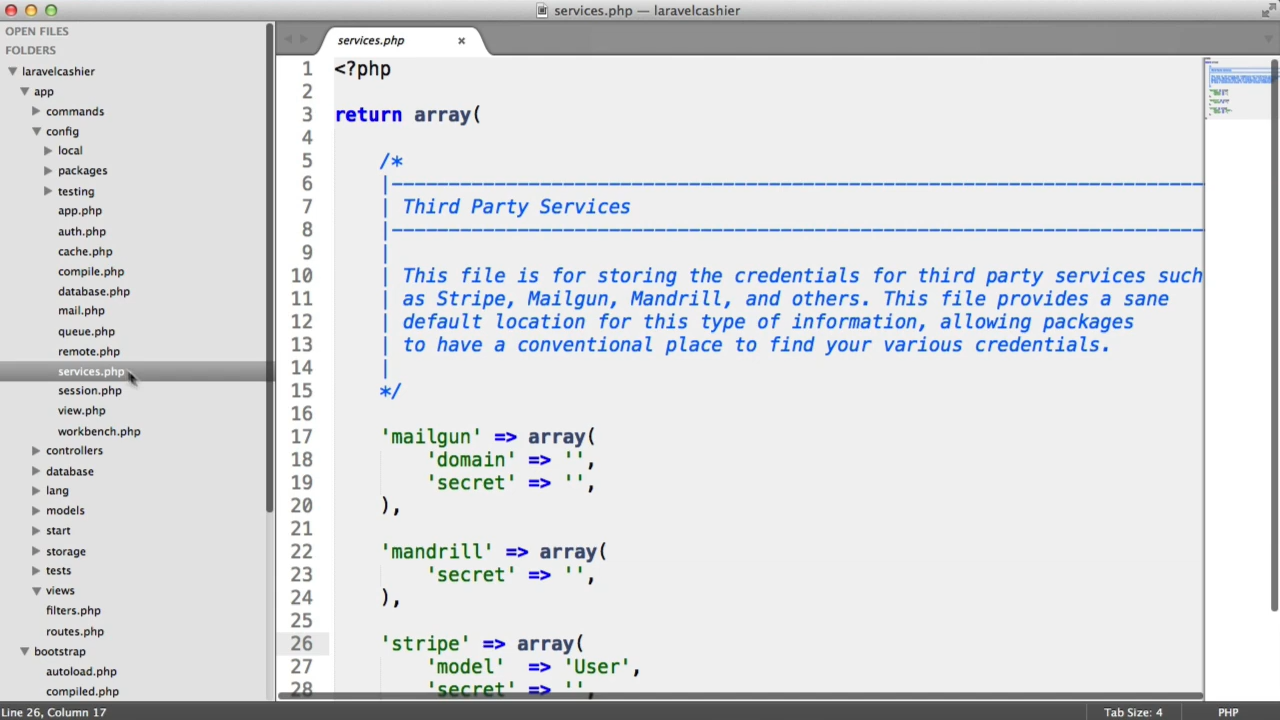 services.php — laravelcashier
OPEN FILES
FOLDERS
laravelcashier
app
commands
config
local
packages
testing
app.php
auth.php
cache.php
compile.php
database.php
mail.php
queue.php
remote.php
services.php
session.php
view.php
workbench.php
controllers
database
lang
models
start
storage
tests
views
filters.php
routes.php
bootstrap
autoload.php
compiled.php
services.php ×
1 <?php
2
3 return array(
4
5 /*
6 |--------------------------------------------------------------------------
7 | Third Party Services
8 |--------------------------------------------------------------------------
9 |
10 | This file is for storing the credentials for third party services such
11 | as Stripe, Mailgun, Mandrill, and others. This file provides a sane
12 | default location for this type of information, allowing packages
13 | to have a conventional place to find your various credentials.
14 |
15 */
16
17 'mailgun' => array(
18 'domain' => '',
19 'secret' => '',
20 ),
21
22 'mandrill' => array(
23 'secret' => '',
24 ),
25
26 'stripe' => array(
27 'model' => 'User',
28 'secret' => '',
Line 26, Column 17
Tab Size: 4
PHP